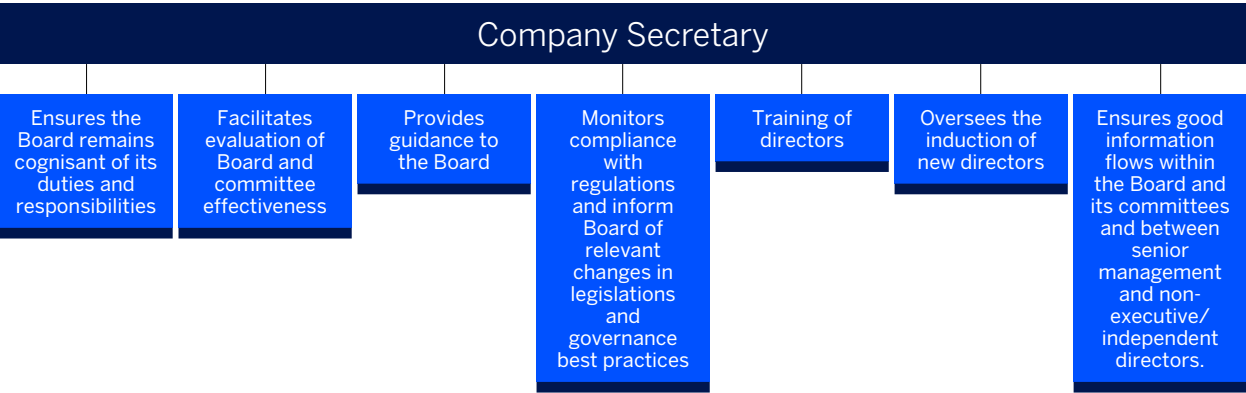 Company Secretary
Ensures the
Board remains
cognisant of its
duties and
responsibilities
Facilitates
evaluation of
Board and
committee
effectiveness
Provides
guidance to
the Board
Monitors
compliance
with
regulations
and inform
Board of
relevant
changes in
legislations
and
governance
best practices
Training of
directors
Oversees the
induction of
new directors
Ensures good
information
flows within
the Board and
its committees
and between
senior
management
and non-
executive/
independent
directors.